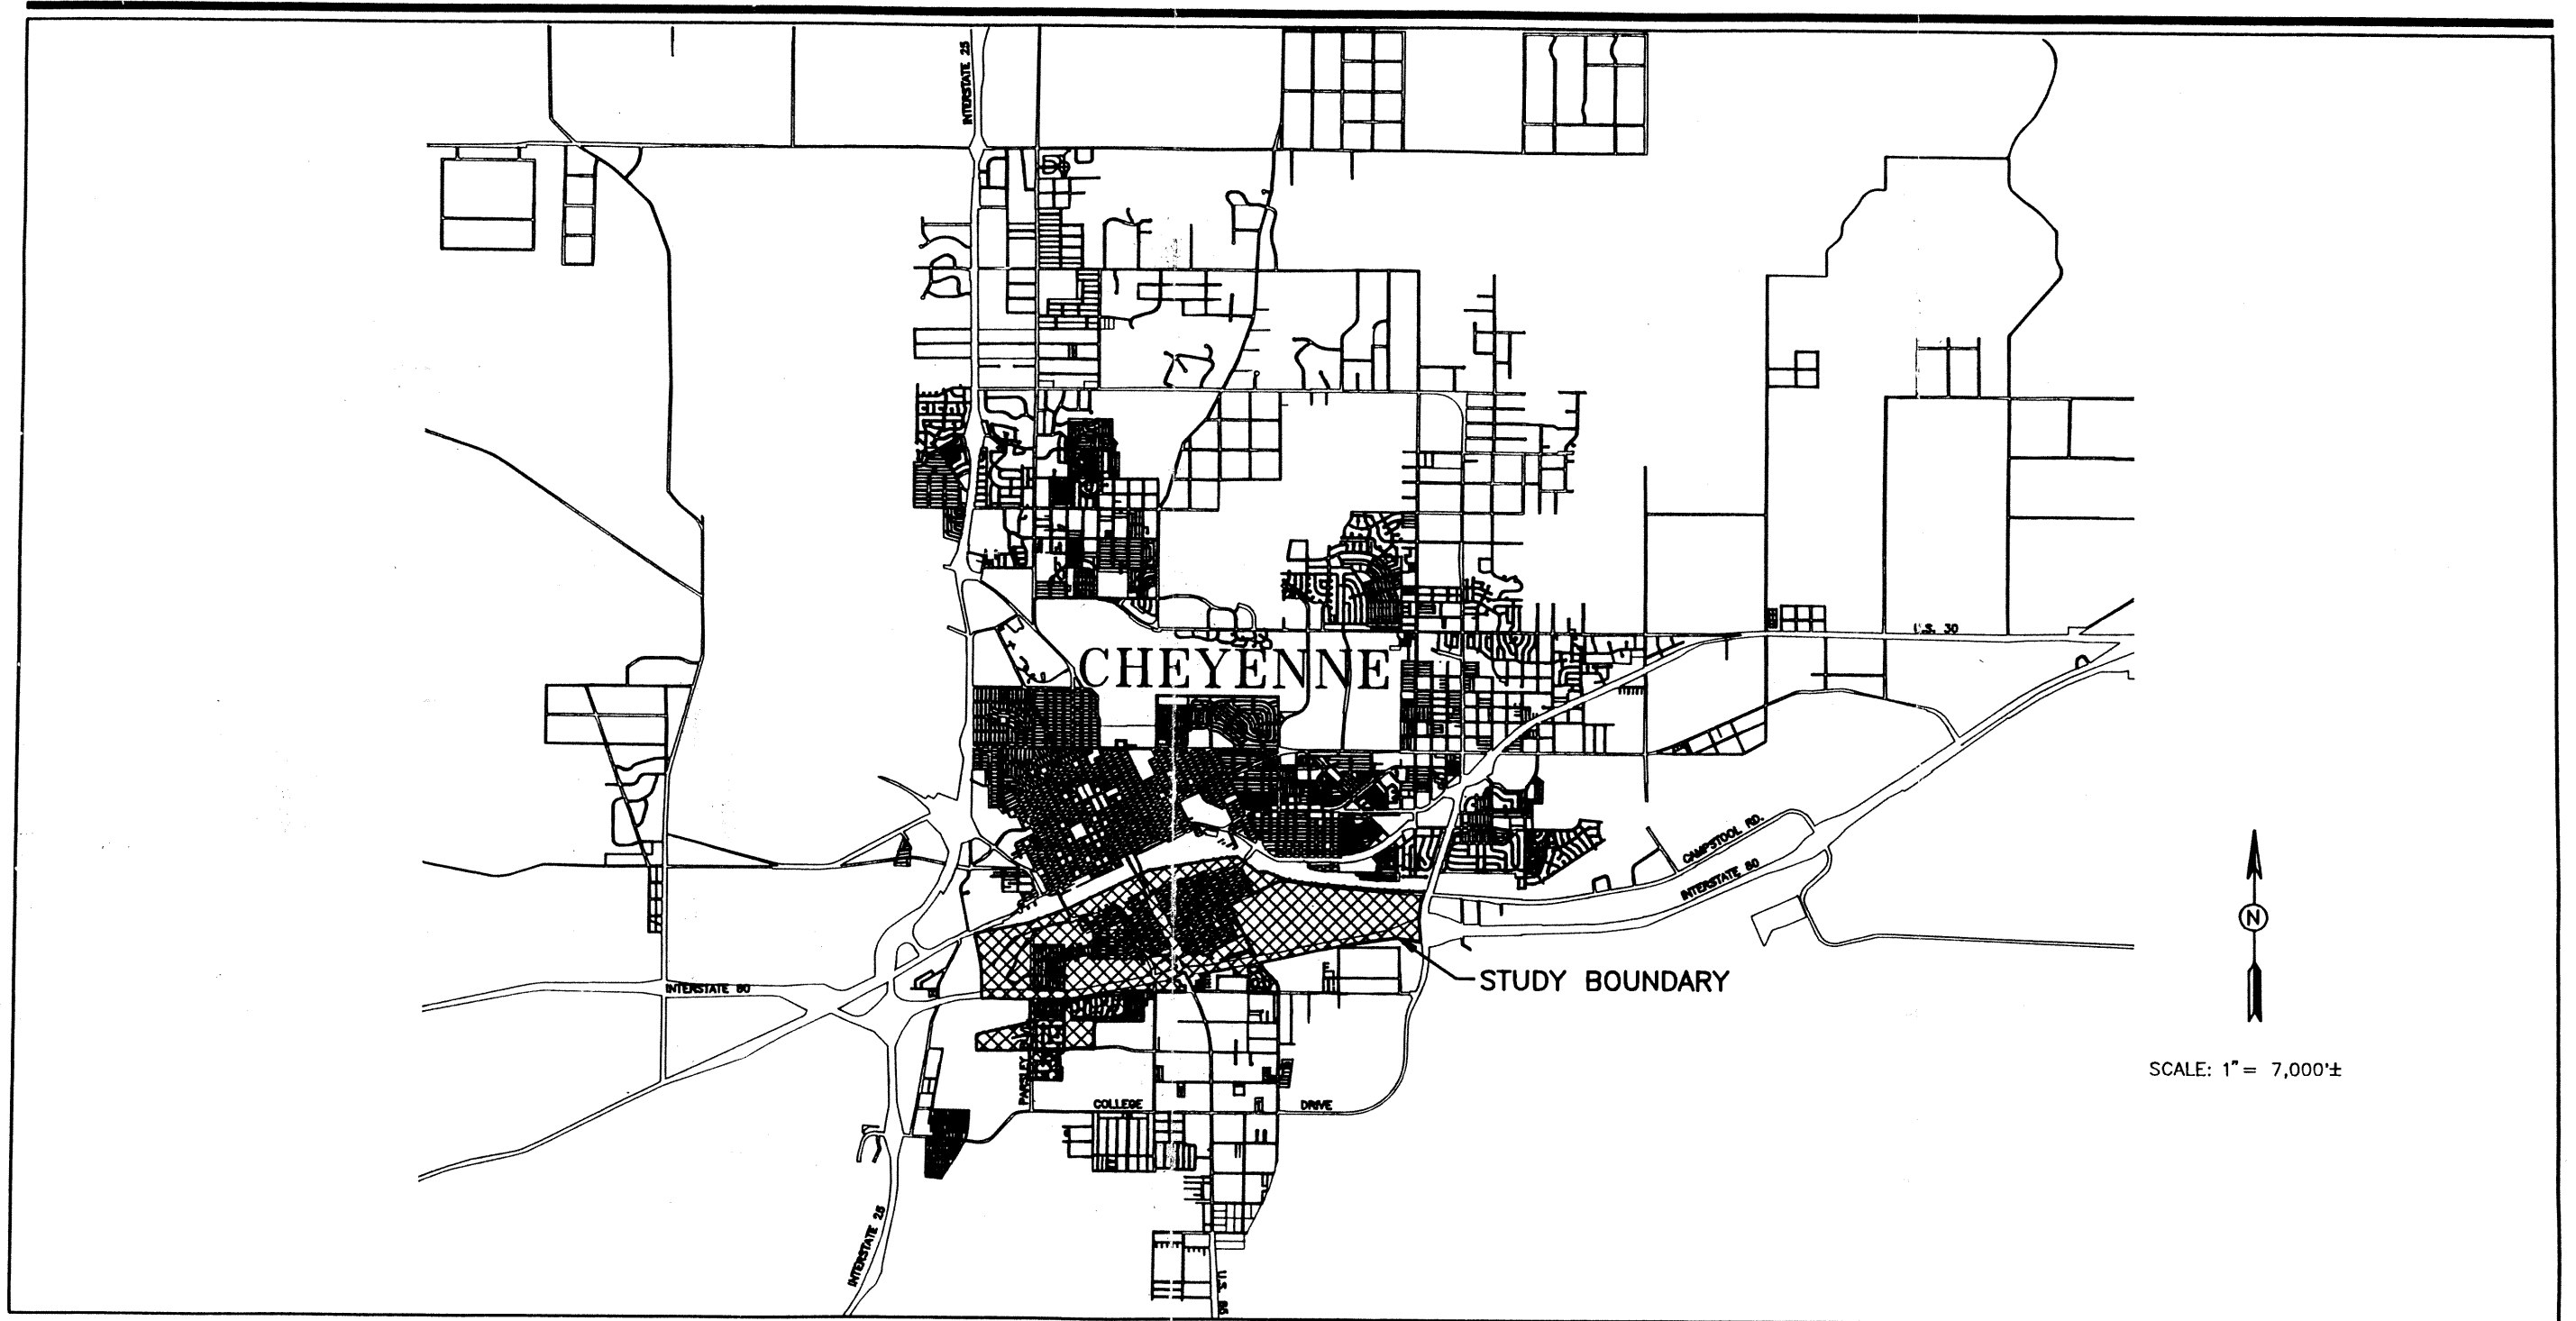 INTERSTATE 25
U.S. 30
CHEYENNE
CAMPSTOOL RD.
INTERSTATE 80
N
STUDY BOUNDARY
INTERSTATE 80
SCALE: 1" = 7,000'±
PARSLEY
COLLEGE DRIVE
INTERSTATE 25
U.S. 85